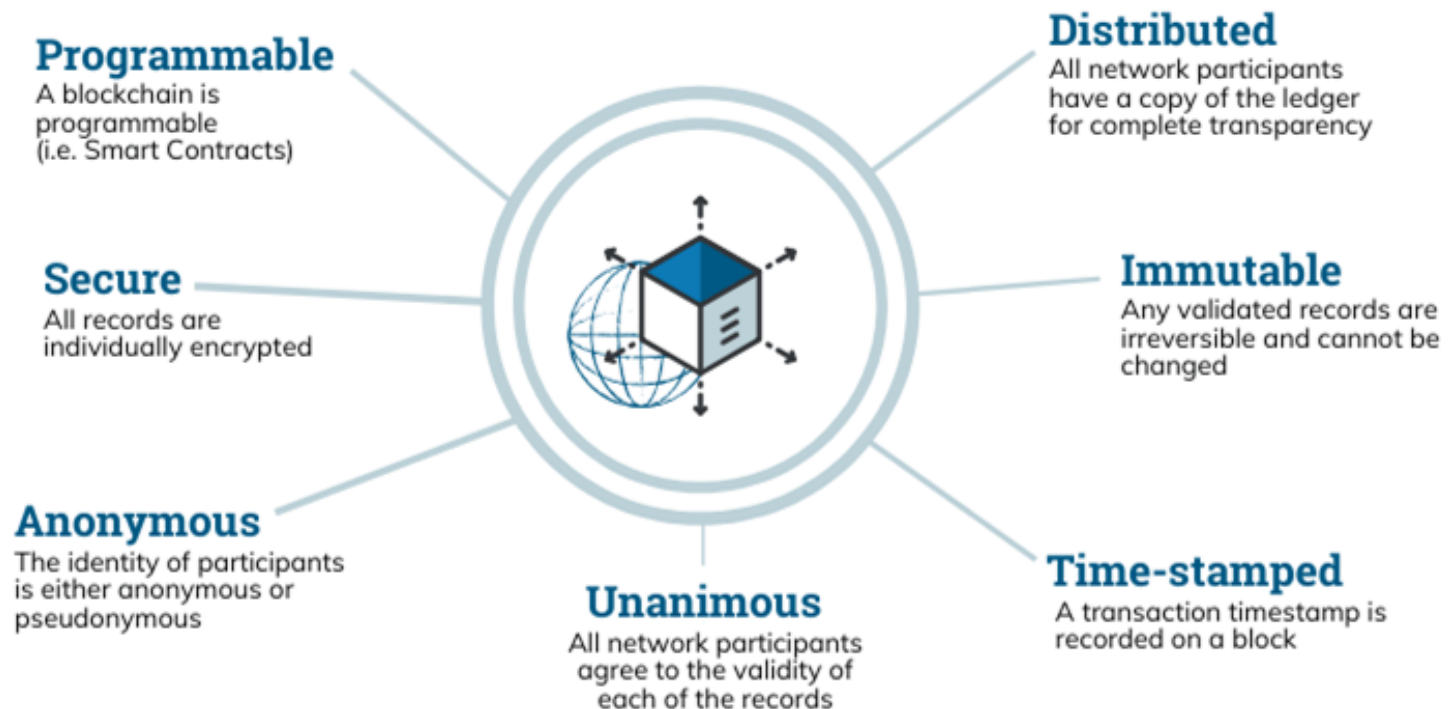 Programmable
A blockchain is
programmable
(i.e. Smart Contracts)
Distributed
All network participants
have a copy of the ledger
for complete transparency
Secure
All records are
individually encrypted
Immutable
Any validated records are
irreversible and cannot be
changed
Anonymous
The identity of participants
is either anonymous or
pseudonymous
Unanimous
All network participants
agree to the validity of
each of the records
Time-stamped
A transaction timestamp is
recorded on a block